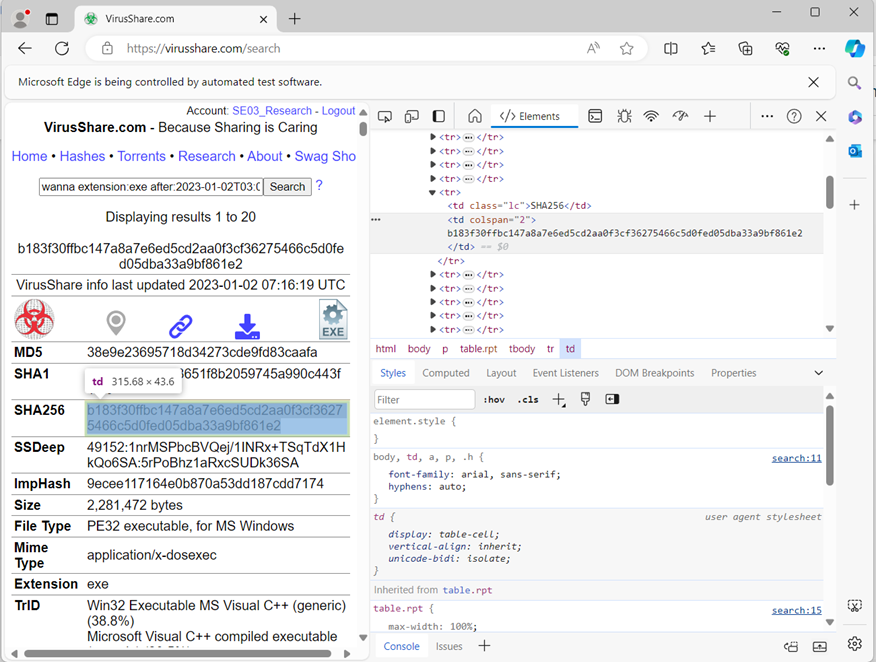 VirusShare.com
https://virusshare.com/search
Microsoft Edge is being controlled by automated test software.
Account: SE03_Research - Logout
VirusShare.com - Because Sharing is Caring
Home • Hashes • Torrents • Research • About • Swag Sho
wanna extension:exe after:2023-01-02T03:0
Search
?
Displaying results 1 to 20
b183f30ffbc147a8a7e6ed5cd2aa0f3cf36275466c5d0fe
d05dba33a9bf861e2
VirusShare info last updated 2023-01-02 07:16:19 UTC
EXE
MD5 38e9e23695718d34273cde9fd83caafa
SHA1 8651f8b2059745a990c443f
td 315.68 × 43.6
SHA256 b183f30ffbc147a8a7e6ed5cd2aa0f3cf3627
5466c5d0fed05dba33a9bf861e2
SSDeep 49152:1nrMSPbcBVQej/1INRx+TSqTdX1H
kQo6SA:5rPoBhz1aRxcSUDk36SA
ImpHash 9ecee117164e0b870a53dd187cdd7174
Size 2,281,472 bytes
File Type PE32 executable, for MS Windows
Mime
Type application/x-dosexec
Extension exe
TrID Win32 Executable MS Visual C++ (generic)
(38.8%)
Microsoft Visual C++ compiled executable
Elements
<tr> ••• </tr>
<tr> ••• </tr>
<tr> ••• </tr>
<tr> ••• </tr>
<tr>
<td class="lc">SHA256</td>
<td colspan="2">
b183f30ffbc147a8a7e6ed5cd2aa0f3cf36275466c5d0fed05dba33a9bf861e2
</td> == $0
</tr>
<tr> ••• </tr>
<tr> ••• </tr>
<tr> ••• </tr>
<tr> ••• </tr>
<tr> ••• </tr>
html body p table.rpt tbody tr td
Styles Computed Layout Event Listeners DOM Breakpoints Properties
Filter :hov .cls
element.style {
}
body, td, a, p, .h { search:11
font-family: arial, sans-serif;
hyphens: auto;
}
td { user agent stylesheet
display: table-cell;
vertical-align: inherit;
unicode-bidi: isolate;
}
Inherited from table.rpt
table.rpt { search:15
max-width: 100%;
Console Issues